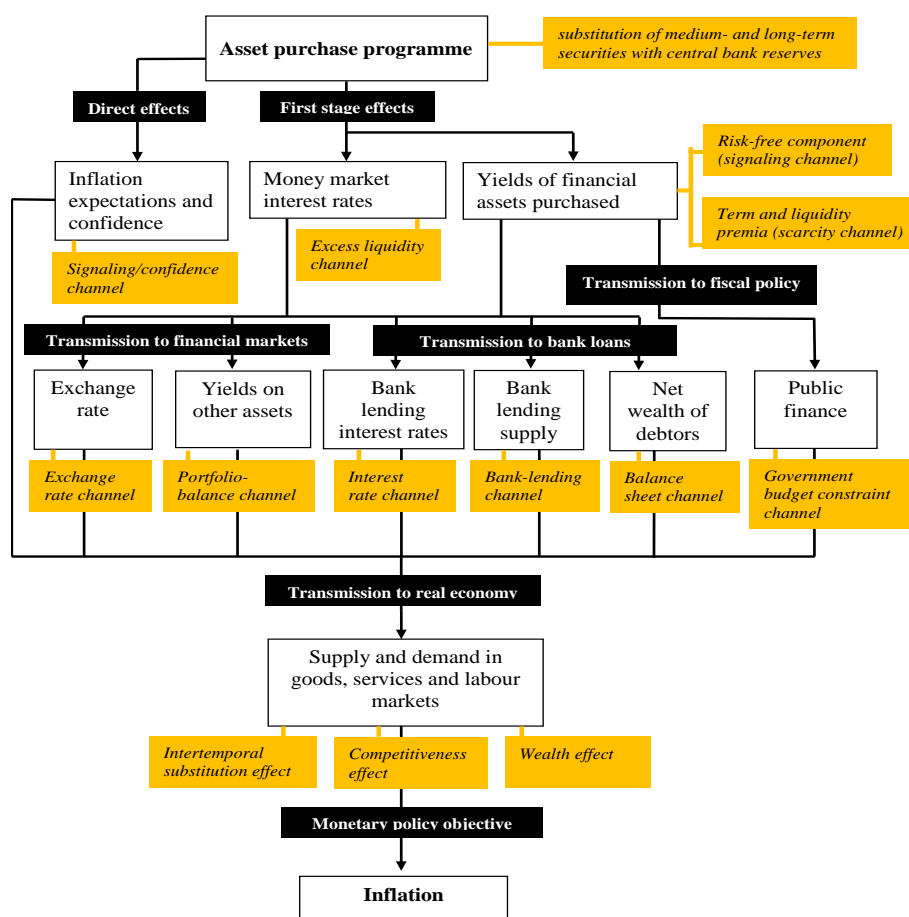 Asset purchase programme
substitution of medium- and long-term
securities with central bank reserves
Direct effects
First stage effects
Inflation
expectations and
confidence
Signaling/confidence
channel
Money market
interest rates
Excess liquidity
channel
Yields of financial
assets purchased
Risk-free component
(signaling channel)
Term and liquidity
premia (scarcity channel)
Transmission to fiscal policy
Transmission to financial markets
Transmission to bank loans
Exchange
rate
Exchange
rate channel
Yields on
other assets
Portfolio-
balance channel
Bank
lending
interest rates
Interest
rate channel
Bank
lending
supply
Bank-lending
channel
Net
wealth of
debtors
Balance
sheet channel
Public
finance
Government
budget constraint
channel
Transmission to real economy
Supply and demand in
goods, services and labour
markets
Intertemporal
substitution effect
Competitiveness
effect
Wealth effect
Monetary policy objective
Inflation